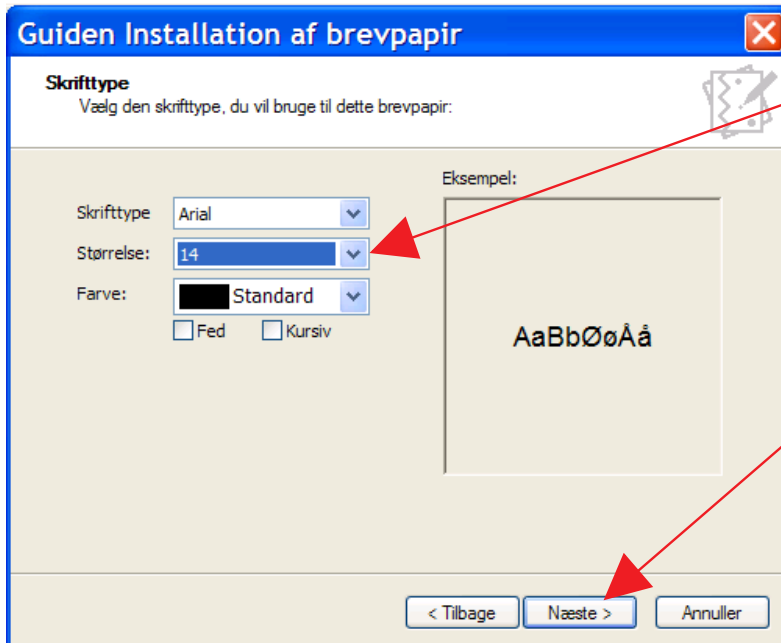 Guiden Installation af brevpapir
Skrifttype
Vælg den skrifttype, du vil bruge til dette brevpapir:
Eksempel:
Skrifttype Arial
Størrelse: 14
Farve: Standard
Fed Kursiv
AaBbØøÅå
< Tilbage Næste > Annuller